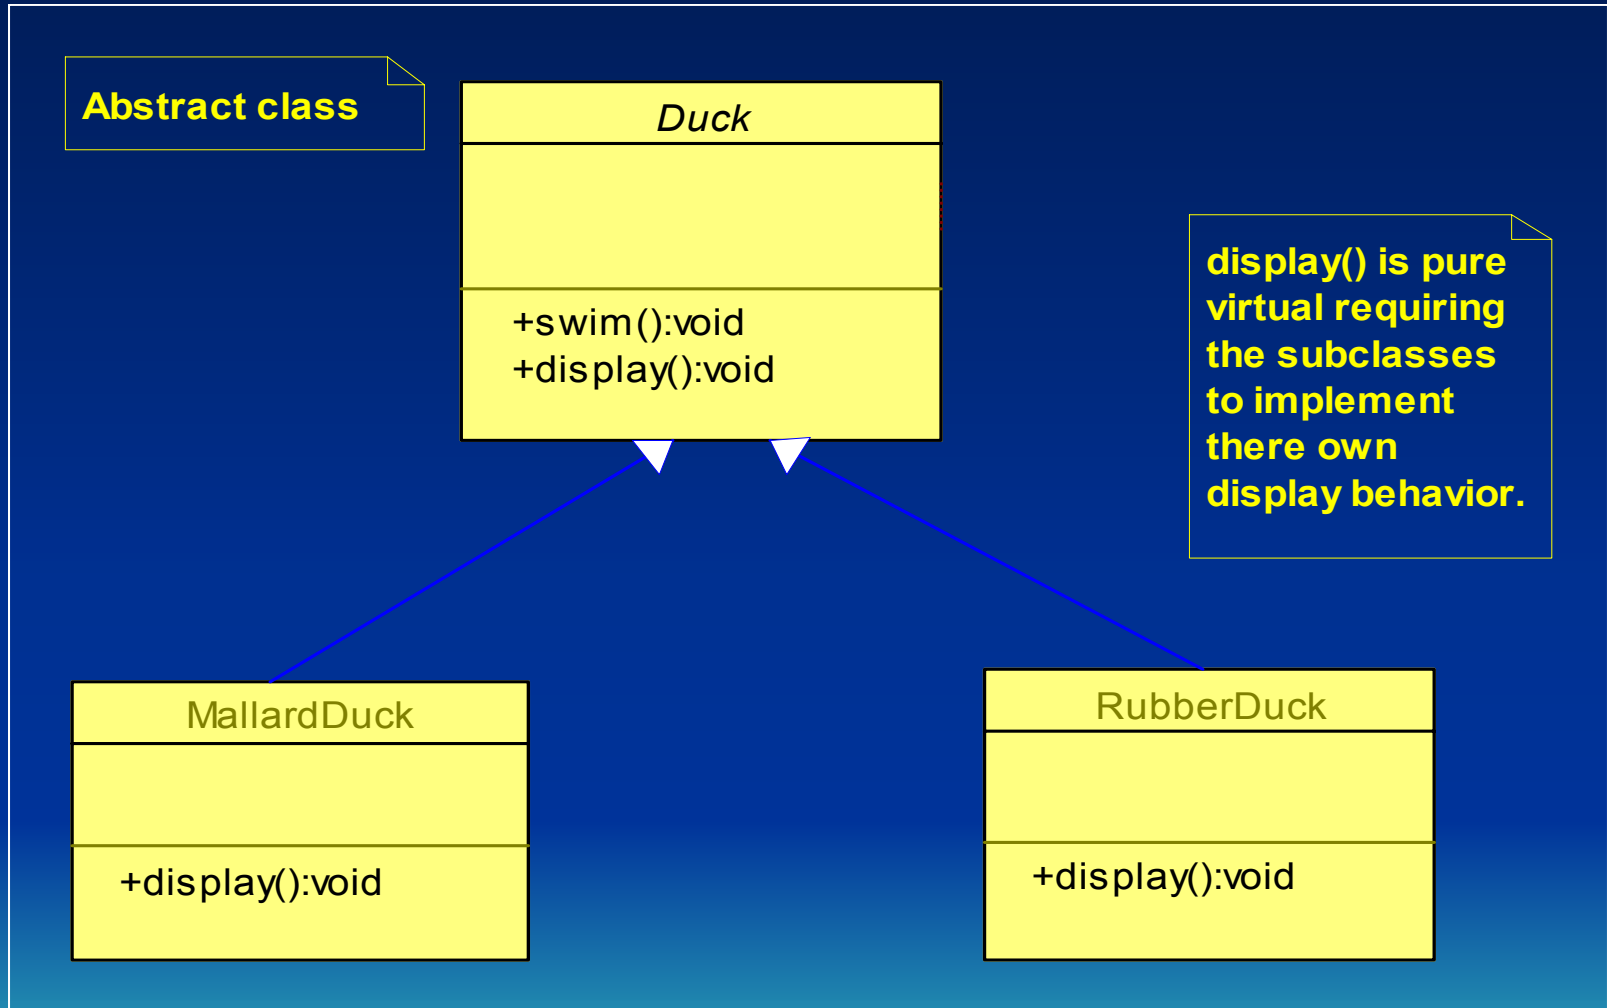 Abstract class
Duck
+swim():void
+display():void
display() is pure
virtual requiring
the subclasses
to implement
there own
display behavior.
MallardDuck
+display():void
RubberDuck
+display():void